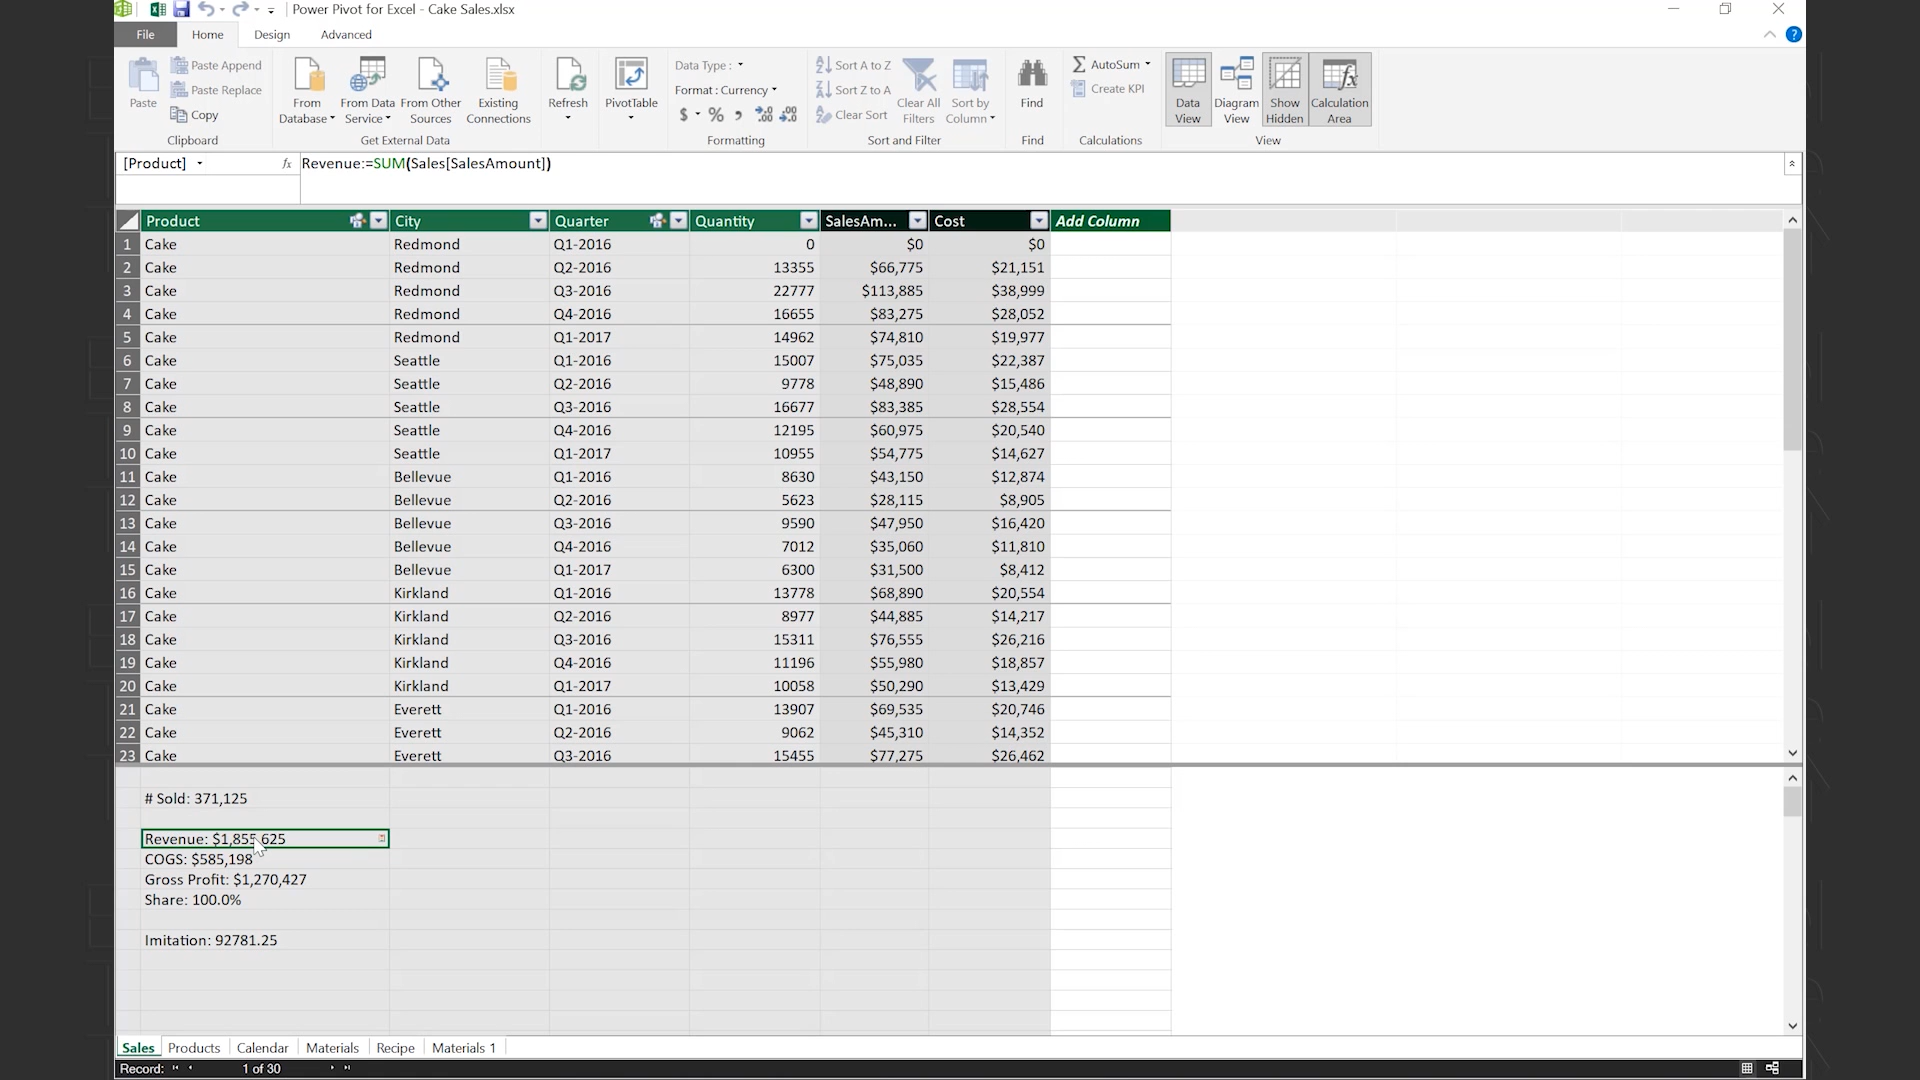 Power Pivot for Excel - Cake Sales.xlsx
File Home Design Advanced
Paste Paste Append Paste Replace Copy Clipboard
From Database From Data Service From Other Sources Existing Connections Get External Data
Refresh PivotTable
Data Type : Format : Currency $ % Formatting
Sort A to Z Sort Z to A Clear Sort Clear All Filters Sort by Column Sort and Filter
Find Find
AutoSum Create KPI Calculations
Data View Diagram View Show Hidden Calculation Area View
[Product] fx Revenue:=SUM(Sales[SalesAmount])
Product City Quarter Quantity SalesAm... Cost Add Column
1 Cake Redmond Q1-2016 0 $0 $0
2 Cake Redmond Q2-2016 13355 $66,775 $21,151
3 Cake Redmond Q3-2016 22777 $113,885 $38,999
4 Cake Redmond Q4-2016 16655 $83,275 $28,052
5 Cake Redmond Q1-2017 14962 $74,810 $19,977
6 Cake Seattle Q1-2016 15007 $75,035 $22,387
7 Cake Seattle Q2-2016 9778 $48,890 $15,486
8 Cake Seattle Q3-2016 16677 $83,385 $28,554
9 Cake Seattle Q4-2016 12195 $60,975 $20,540
10 Cake Seattle Q1-2017 10955 $54,775 $14,627
11 Cake Bellevue Q1-2016 8630 $43,150 $12,874
12 Cake Bellevue Q2-2016 5623 $28,115 $8,905
13 Cake Bellevue Q3-2016 9590 $47,950 $16,420
14 Cake Bellevue Q4-2016 7012 $35,060 $11,810
15 Cake Bellevue Q1-2017 6300 $31,500 $8,412
16 Cake Kirkland Q1-2016 13778 $68,890 $20,554
17 Cake Kirkland Q2-2016 8977 $44,885 $14,217
18 Cake Kirkland Q3-2016 15311 $76,555 $26,216
19 Cake Kirkland Q4-2016 11196 $55,980 $18,857
20 Cake Kirkland Q1-2017 10058 $50,290 $13,429
21 Cake Everett Q1-2016 13907 $69,535 $20,746
22 Cake Everett Q2-2016 9062 $45,310 $14,352
23 Cake Everett Q3-2016 15455 $77,275 $26,462
# Sold: 371,125
Revenue: $1,855,625
COGS: $585,198
Gross Profit: $1,270,427
Share: 100.0%
Imitation: 92781.25
Sales Products Calendar Materials Recipe Materials 1
Record: 1 of 30